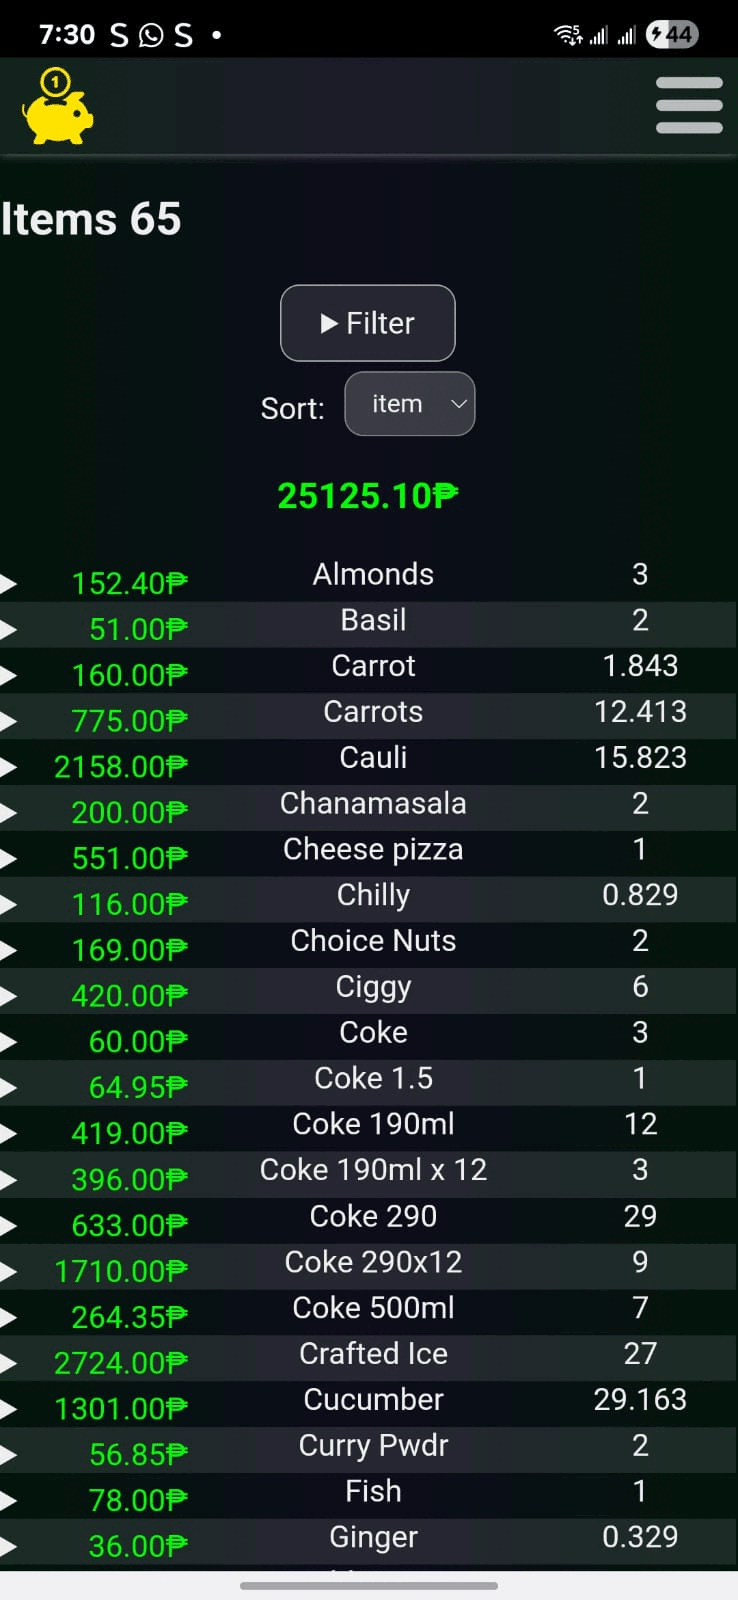 7:30 S S •
44
1
Items 65
Filter
Sort: item
25125.10₱
152.40₱ Almonds 3
51.00₱ Basil 2
160.00₱ Carrot 1.843
775.00₱ Carrots 12.413
2158.00₱ Cauli 15.823
200.00₱ Chanamasala 2
551.00₱ Cheese pizza 1
116.00₱ Chilly 0.829
169.00₱ Choice Nuts 2
420.00₱ Ciggy 6
60.00₱ Coke 3
64.95₱ Coke 1.5 1
419.00₱ Coke 190ml 12
396.00₱ Coke 190ml x 12 3
633.00₱ Coke 290 29
1710.00₱ Coke 290x12 9
264.35₱ Coke 500ml 7
2724.00₱ Crafted Ice 27
1301.00₱ Cucumber 29.163
56.85₱ Curry Pwdr 2
78.00₱ Fish 1
36.00₱ Ginger 0.329